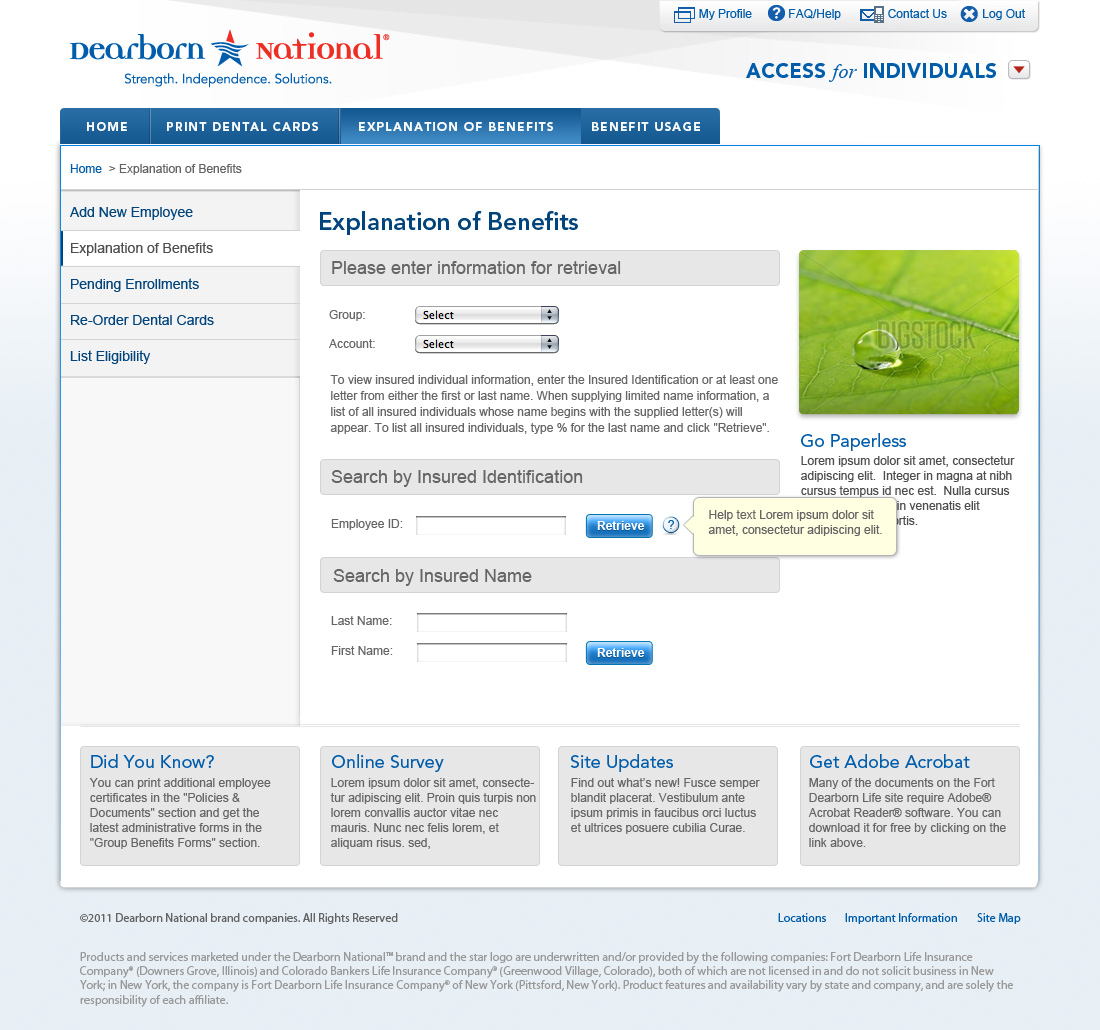 My Profile
FAQ/Help
Contact Us
Log Out
Dearborn National®
Strength. Independence. Solutions.
ACCESS for INDIVIDUALS
HOME
PRINT DENTAL CARDS
EXPLANATION OF BENEFITS
BENEFIT USAGE
Home > Explanation of Benefits
Add New Employee
Explanation of Benefits
Pending Enrollments
Re-Order Dental Cards
List Eligibility
Explanation of Benefits
Please enter information for retrieval
Group: Select
Account: Select
To view insured individual information, enter the Insured Identification or at least one
letter from either the first or last name. When supplying limited name information, a
list of all insured individuals whose name begins with the supplied letter(s) will
appear. To list all insured individuals, type % for the last name and click "Retrieve".
Search by Insured Identification
Employee ID:
Retrieve
?
Help text Lorem ipsum dolor sit
amet, consectetur adipiscing elit.
Search by Insured Name
Last Name:
First Name:
Retrieve
BIGSTOCK
Go Paperless
Lorem ipsum dolor sit amet, consectetur
adipiscing elit. Integer in magna at nibh
cursus tempus id nec est. Nulla cursus
in venenatis elit
ortis.
Did You Know?
You can print additional employee
certificates in the "Policies &
Documents" section and get the
latest administrative forms in the
"Group Benefits Forms" section.
Online Survey
Lorem ipsum dolor sit amet, consecte-
tur adipiscing elit. Proin quis turpis non
lorem convallis auctor vitae nec
mauris. Nunc nec felis lorem, et
aliquam risus. sed,
Site Updates
Find out what's new! Fusce semper
blandit placerat. Vestibulum ante
ipsum primis in faucibus orci luctus
et ultrices posuere cubilia Curae.
Get Adobe Acrobat
Many of the documents on the Fort
Dearborn Life site require Adobe®
Acrobat Reader® software. You can
download it for free by clicking on the
link above.
©2011 Dearborn National brand companies. All Rights Reserved
Locations
Important Information
Site Map
Products and services marketed under the Dearborn National™ brand and the star logo are underwritten and/or provided by the following companies: Fort Dearborn Life Insurance
Company® (Downers Grove, Illinois) and Colorado Bankers Life Insurance Company® (Greenwood Village, Colorado), both of which are not licensed in and do not solicit business in New
York; in New York, the company is Fort Dearborn Life Insurance Company® of New York (Pittsford, New York). Product features and availability vary by state and company, and are solely the
responsibility of each affiliate.